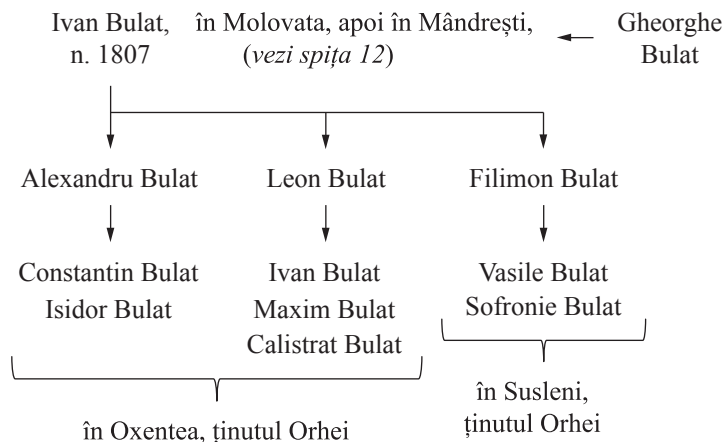 Ivan Bulat, în Molovata, apoi în Mândrești, Gheorghe
n. 1807 (vezi spița 12) Bulat
Alexandru Bulat Leon Bulat Filimon Bulat
Constantin Bulat Ivan Bulat Vasile Bulat
Isidor Bulat Maxim Bulat Sofronie Bulat
Calistrat Bulat
în Susleni,
ținutul Orhei
în Oxentea, ținutul Orhei